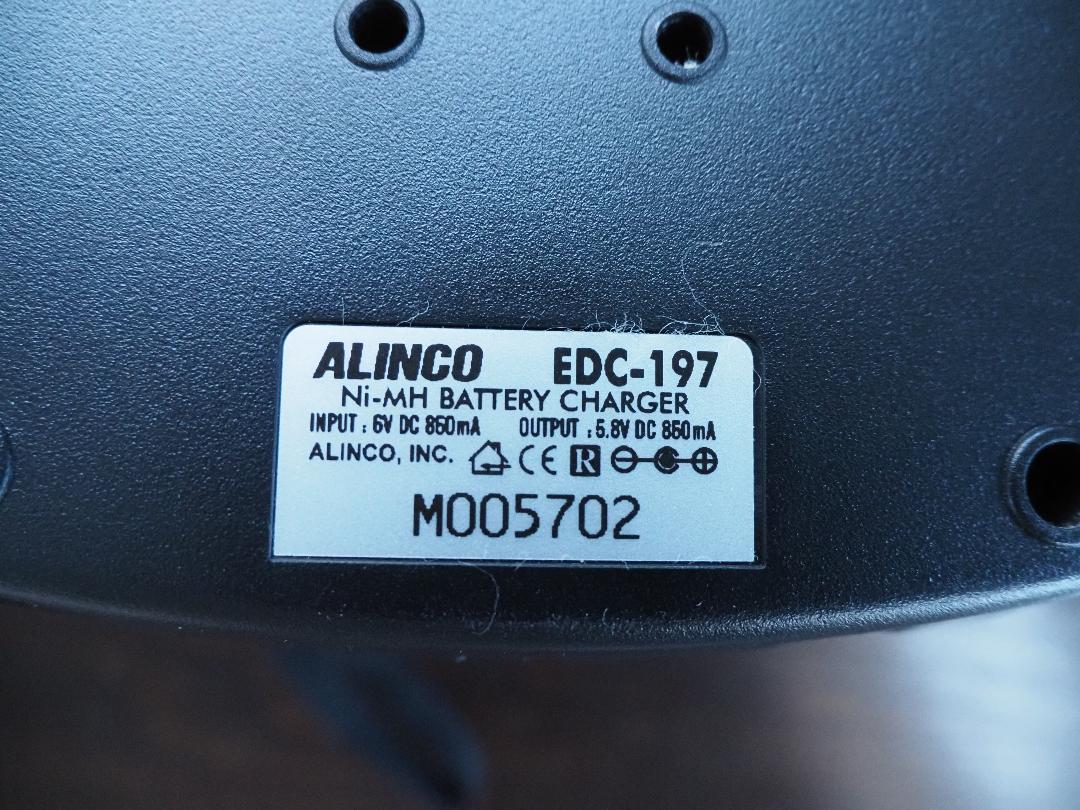 ALINCO EDC-197
Ni-MH BATTERY CHARGER
INPUT : 6V DC 850mA OUTPUT : 5.8V DC 850mA
ALINCO, INC. CE R
M005702